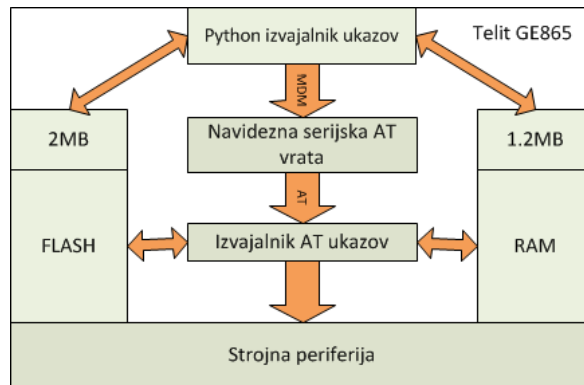 Python izvajalnik ukazov
Telit GE865
MDM
2MB
Navidezna serijska AT
vrata
1.2MB
AT
FLASH
Izvajalnik AT ukazov
RAM
Strojna periferija